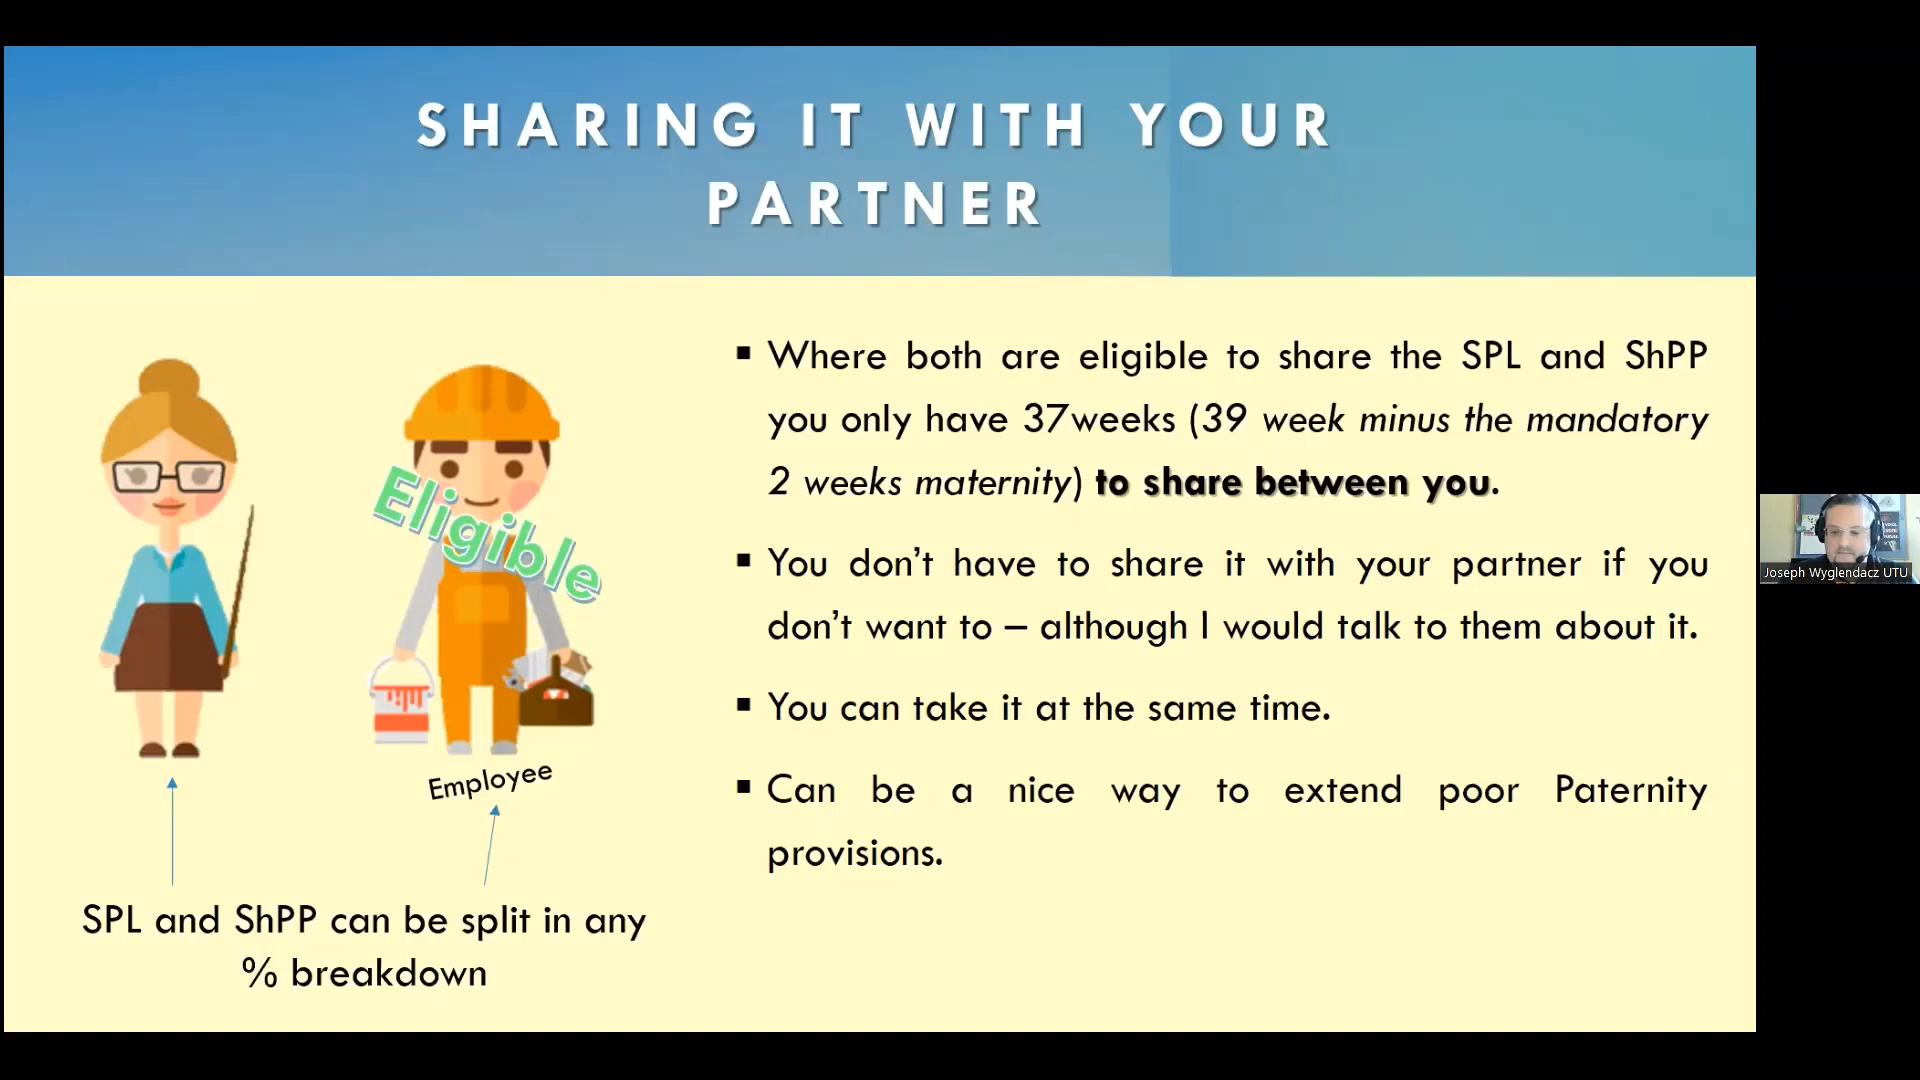 SHARING IT WITH YOUR
PARTNER
Eligible
Employee
SPL and ShPP can be split in any
% breakdown
▪ Where both are eligible to share the SPL and ShPP
you only have 37weeks (39 week minus the mandatory
2 weeks maternity) to share between you.
▪ You don’t have to share it with your partner if you
don’t want to – although I would talk to them about it.
▪ You can take it at the same time.
▪ Can be a nice way to extend poor Paternity
provisions.
Joseph Wyglendacz UTU